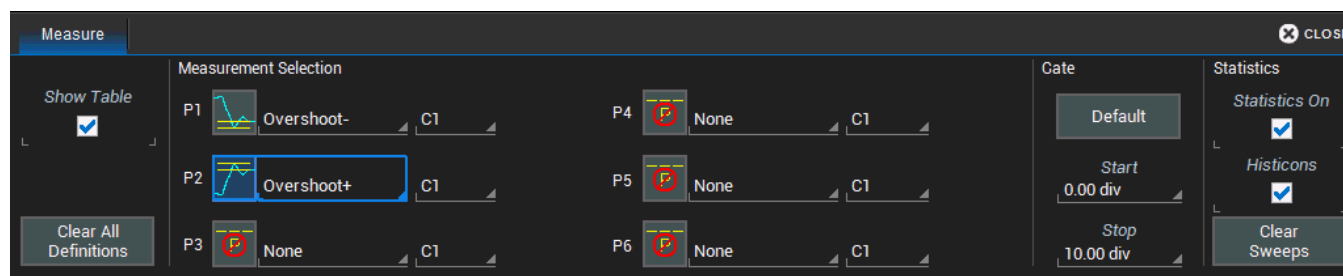 Measure
CLOSE
Show Table
Clear All
Definitions
Measurement Selection
P1 Overshoot- C1
P2 Overshoot+ C1
P3 None C1
P4 None C1
P5 None C1
P6 None C1
Gate
Default
Start
0.00 div
Stop
10.00 div
Statistics
Statistics On
Histicons
Clear
Sweeps